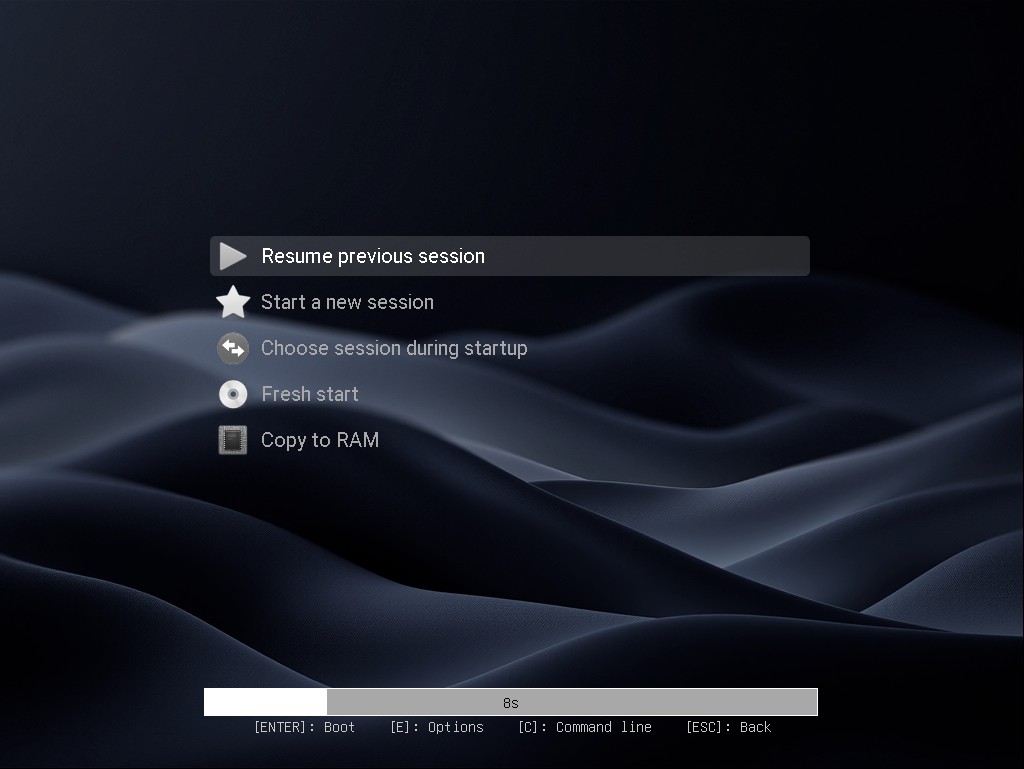 Resume previous session
Start a new session
Choose session during startup
Fresh start
Copy to RAM
8s
[ENTER]: Boot [E]: Options [C]: Command line [ESC]: Back